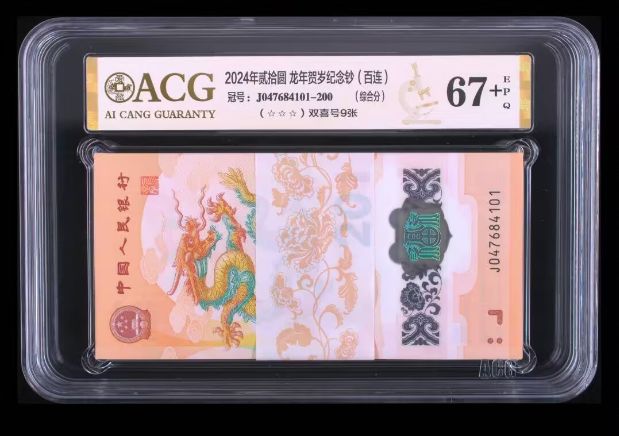 ACG
AI CANG GUARANTY
2024年贰拾圆 龙年贺岁纪念钞（百连）
冠号：J047684101-200 （综合分）
（☆☆☆）双喜号9张
67+
EPQ
中国人民银行
J047684101
J
ACG